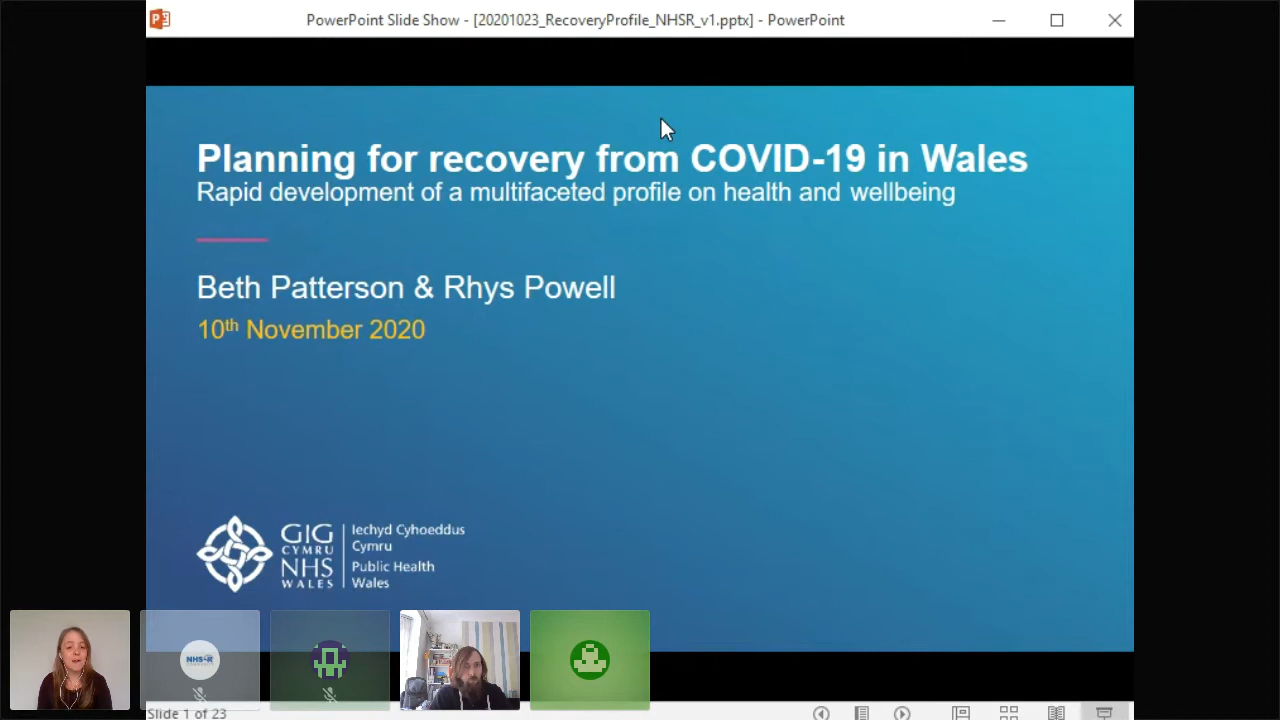 PowerPoint Slide Show - [20201023_RecoveryProfile_NHSR_v1.pptx] - PowerPoint
Planning for recovery from COVID-19 in Wales
Rapid development of a multifaceted profile on health and wellbeing
Beth Patterson & Rhys Powell
10th November 2020
GIG
CYMRU
NHS
WALES
Iechyd Cyhoeddus
Cymru
Public Health
Wales
NHS-R
Slide 1 of 23